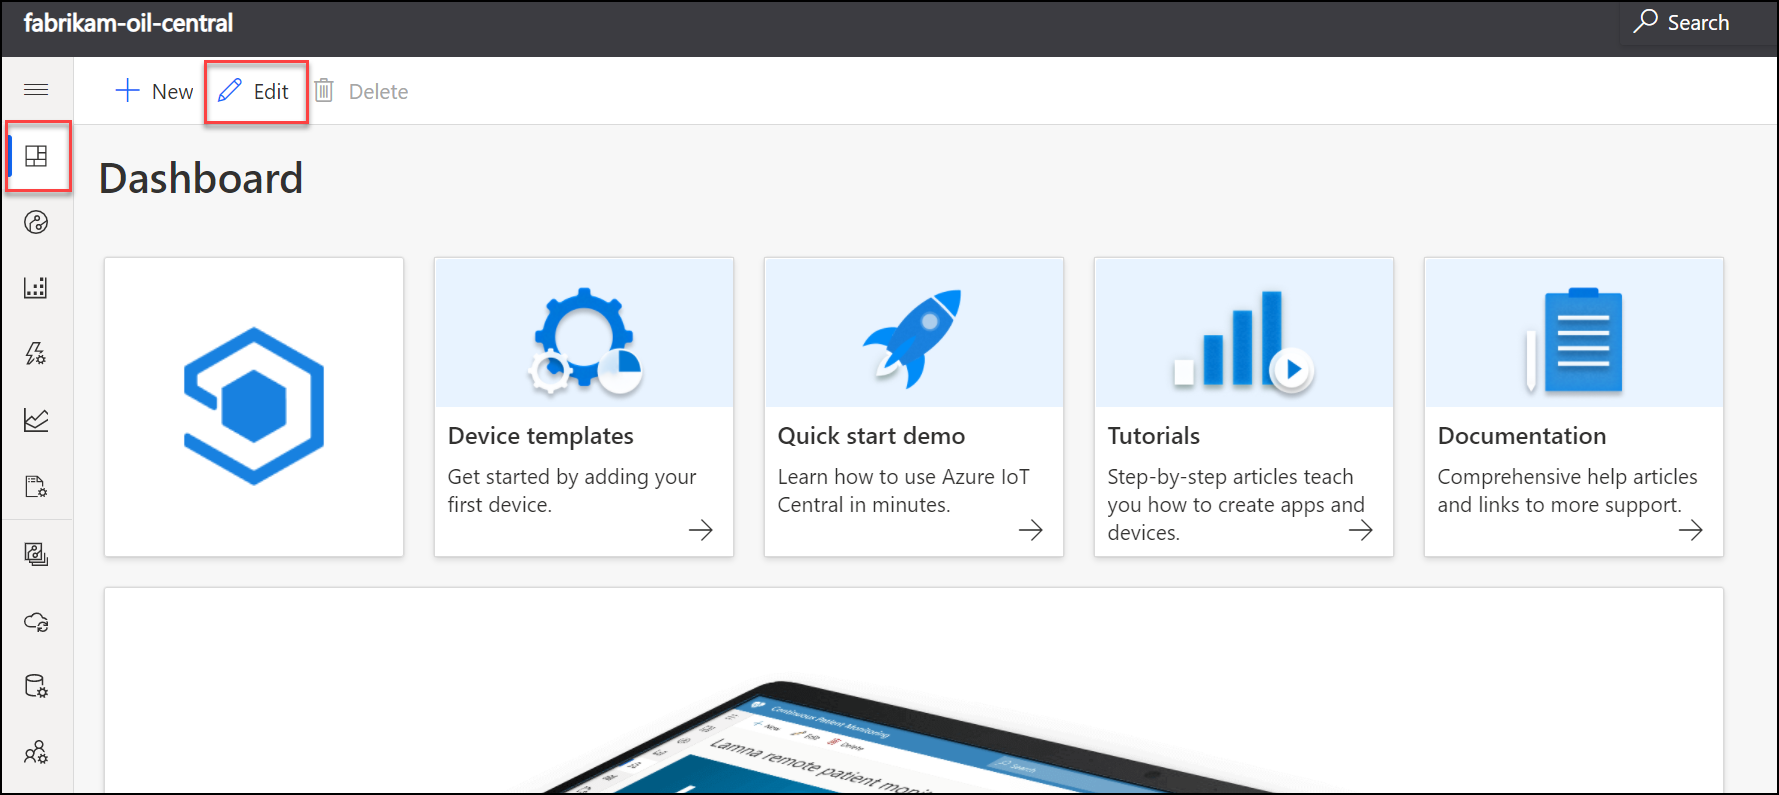 fabrikam-oil-central
Search
New
Edit
Delete
Dashboard
Device templates
Get started by adding your
first device.
Quick start demo
Learn how to use Azure IoT
Central in minutes.
Tutorials
Step-by-step articles teach
you how to create apps and
devices.
Documentation
Comprehensive help articles
and links to more support.
Continuous Patient Monitoring
New
Edit
Delete
Search
Lamna remote patient moni